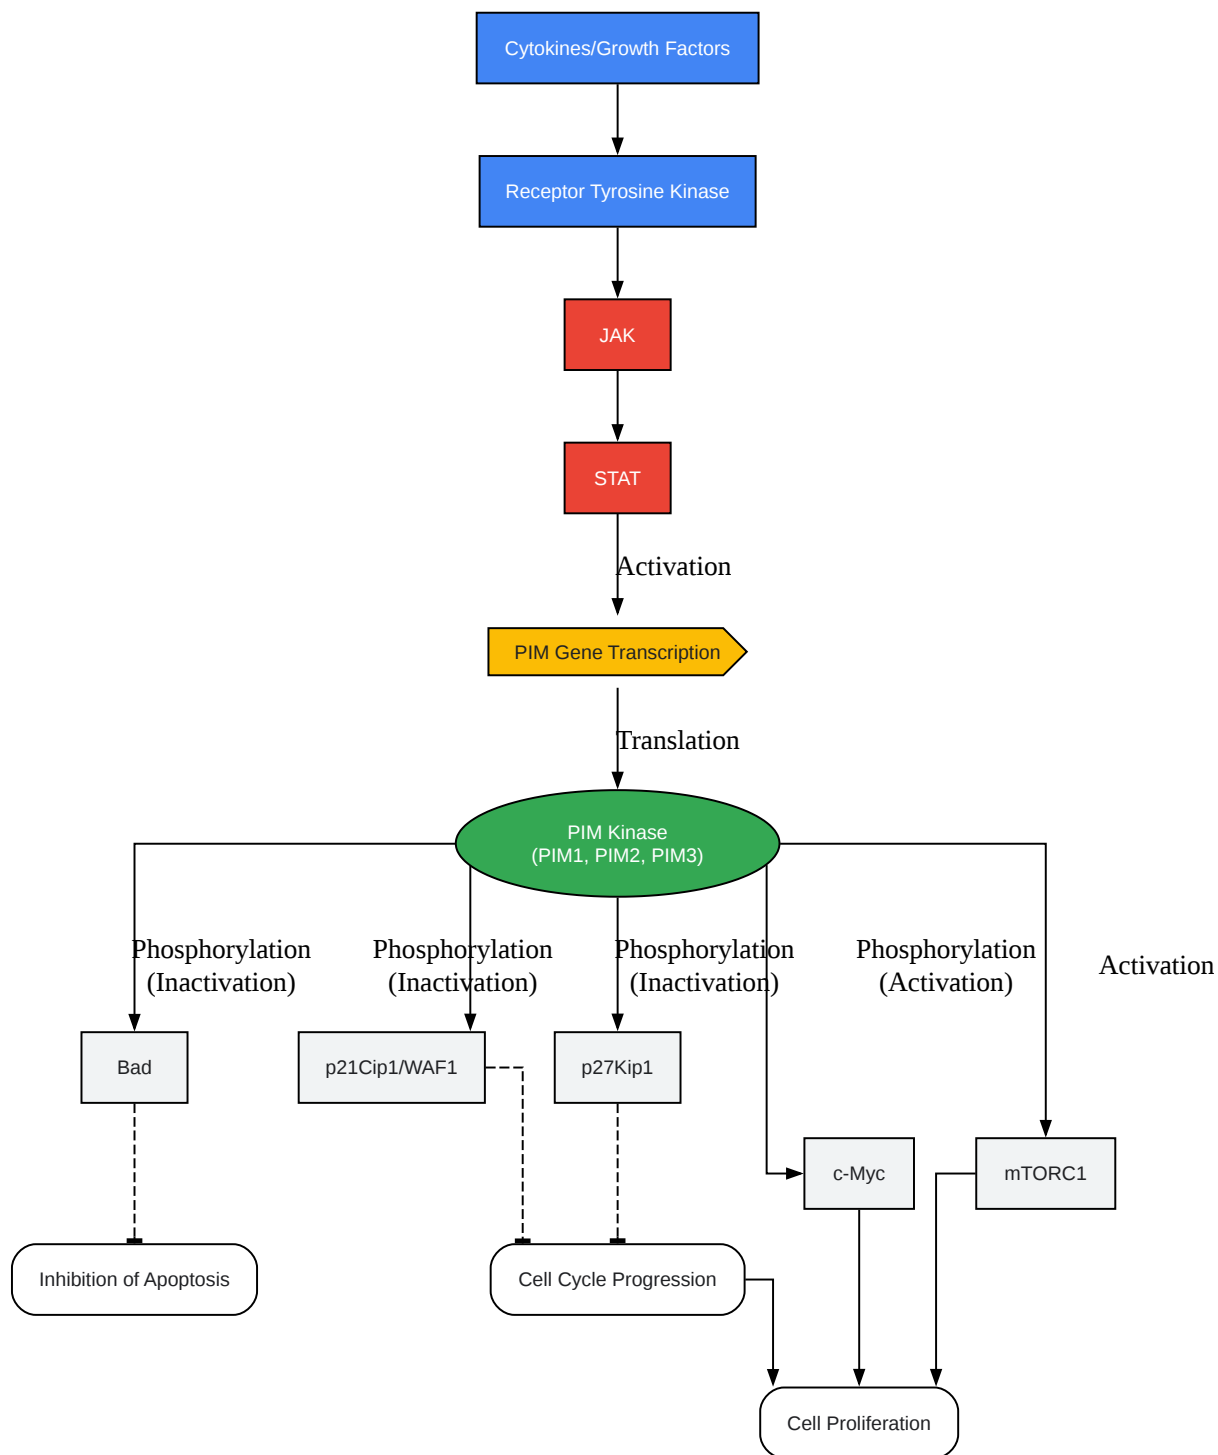 Cytokines/Growth Factors
Receptor Tyrosine Kinase
JAK
STAT
Activation
PIM Gene Transcription
Translation
PIM Kinase
(PIM1, PIM2, PIM3)
Phosphorylation
(Inactivation)
Phosphorylation
(Inactivation)
Phosphorylation
(Inactivation)
Phosphorylation
(Activation)
Activation
Bad
p21Cip1/WAF1
p27Kip1
c-Myc
mTORC1
Inhibition of Apoptosis
Cell Cycle Progression
Cell Proliferation